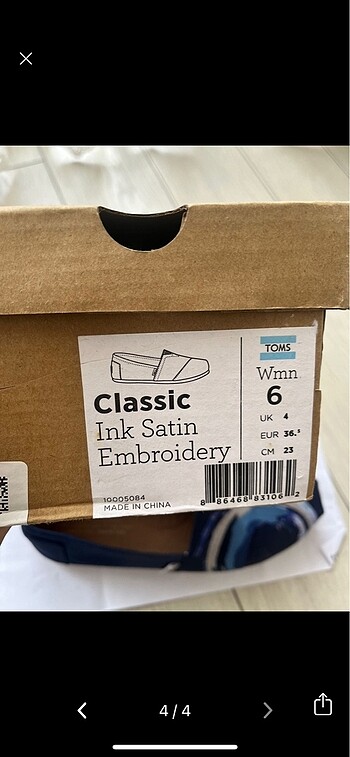 TOMS
Classic
Ink Satin
Embroidery
10005084
MADE IN CHINA
Wmn
6
UK 4
EUR 36.⁵
CM 23
8 86468 83106 2
4 / 4